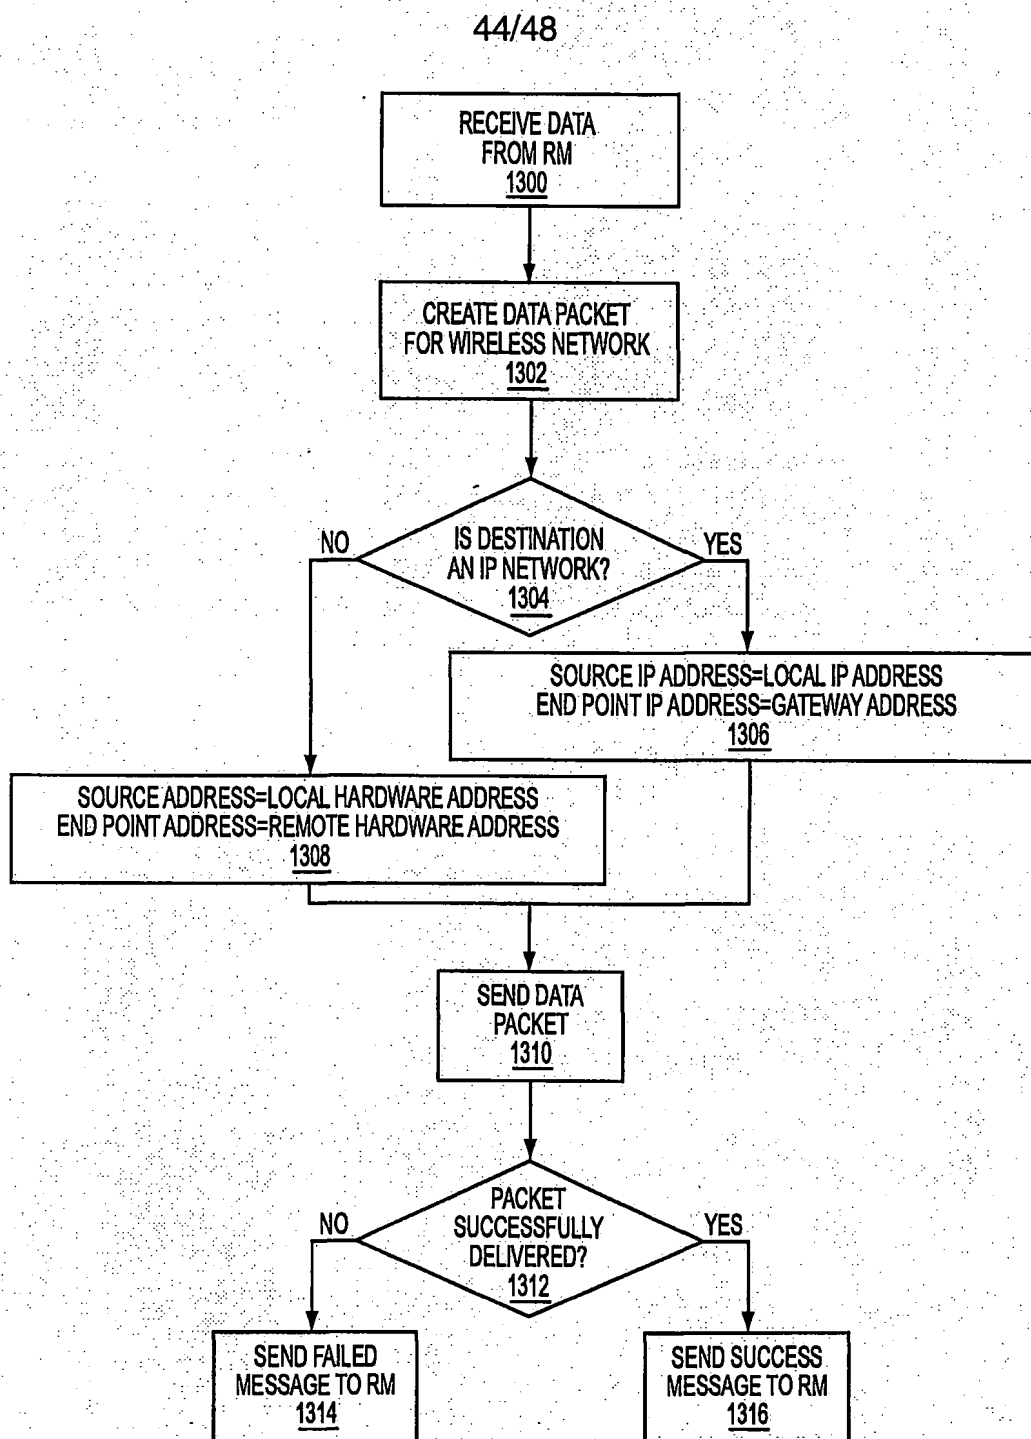 44/48
RECEIVE DATA
FROM RM
1300
CREATE DATA PACKET
FOR WIRELESS NETWORK
1302
NO
IS DESTINATION
AN IP NETWORK?
1304
YES
SOURCE IP ADDRESS=LOCAL IP ADDRESS
END POINT IP ADDRESS=GATEWAY ADDRESS
1306
SOURCE ADDRESS=LOCAL HARDWARE ADDRESS
END POINT ADDRESS=REMOTE HARDWARE ADDRESS
1308
SEND DATA
PACKET
1310
NO
PACKET
SUCCESSFULLY
DELIVERED?
1312
YES
SEND FAILED
MESSAGE TO RM
1314
SEND SUCCESS
MESSAGE TO RM
1316